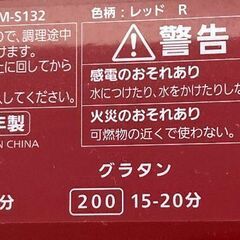 M-S132
色柄：レッド R
で、調理途中
に回してから
してください。
警告
感電のおそれあり
水につけたり、水をかけたりしな
火災のおそれあり
可燃物の近くで使わない
年製
IN CHINA
グラタン
分
200 15-20分